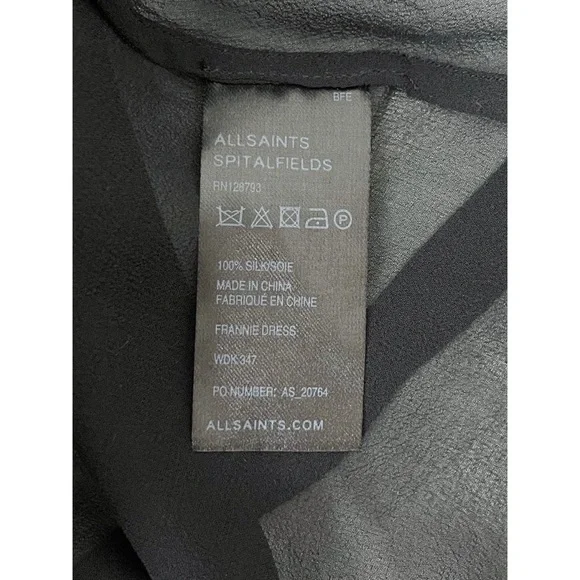 BFE
ALLSAINTS
SPITALFIELDS
RN128793
P
100% SILK/SOIE
MADE IN CHINA
FABRIQUÉ EN CHINE
FRANNIE DRESS
WDK 347
PO NUMBER: AS_20764
ALLSAINTS.COM